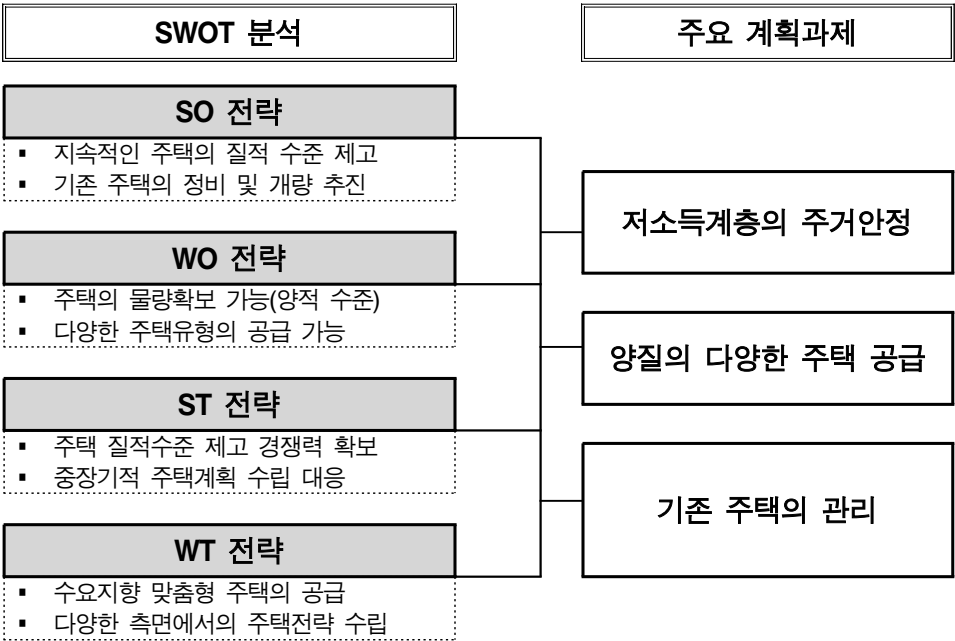 SWOT 분석
주요 계획과제
SO 전략
▪ 지속적인 주택의 질적 수준 제고
▪ 기존 주택의 정비 및 개량 추진
WO 전략
▪ 주택의 물량확보 가능(양적 수준)
▪ 다양한 주택유형의 공급 가능
ST 전략
▪ 주택 질적수준 제고 경쟁력 확보
▪ 중장기적 주택계획 수립 대응
WT 전략
▪ 수요지향 맞춤형 주택의 공급
▪ 다양한 측면에서의 주택전략 수립
저소득계층의 주거안정
양질의 다양한 주택 공급
기존 주택의 관리